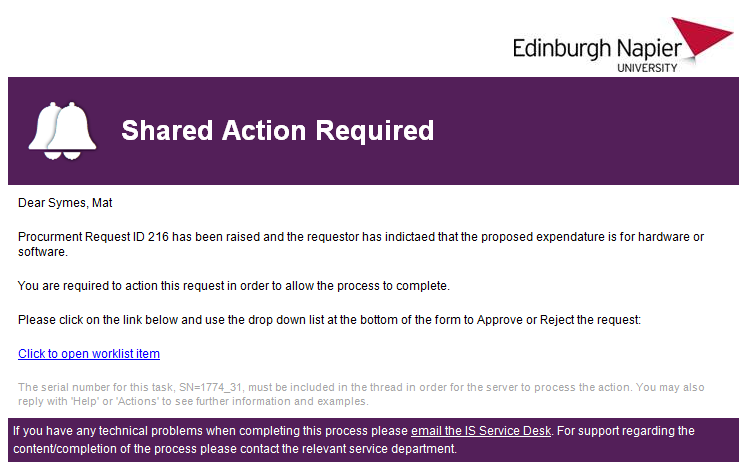 Edinburgh Napier
UNIVERSITY
Shared Action Required
Dear Symes, Mat
Procurment Request ID 216 has been raised and the requestor has indictaed that the proposed expendature is for hardware or
software.
You are required to action this request in order to allow the process to complete.
Please click on the link below and use the drop down list at the bottom of the form to Approve or Reject the request:
Click to open worklist item
The serial number for this task, SN=1774_31, must be included in the thread in order for the server to process the action. You may also
reply with 'Help' or 'Actions' to see further information and examples.
If you have any technical problems when completing this process please email the IS Service Desk. For support regarding the
content/completion of the process please contact the relevant service department.